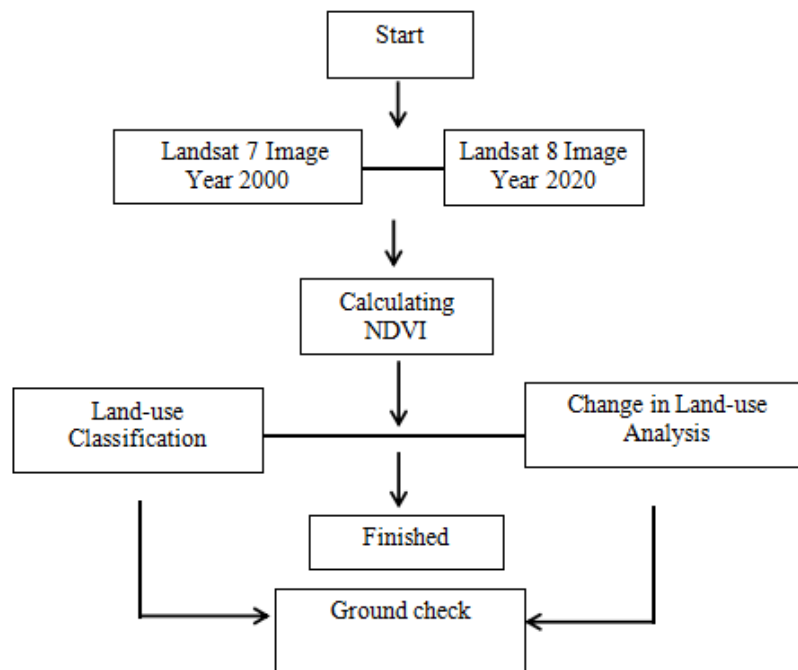 Start
Landsat 7 Image
Year 2000
Landsat 8 Image
Year 2020
Calculating
NDVI
Land-use
Classification
Change in Land-use
Analysis
Finished
Ground check